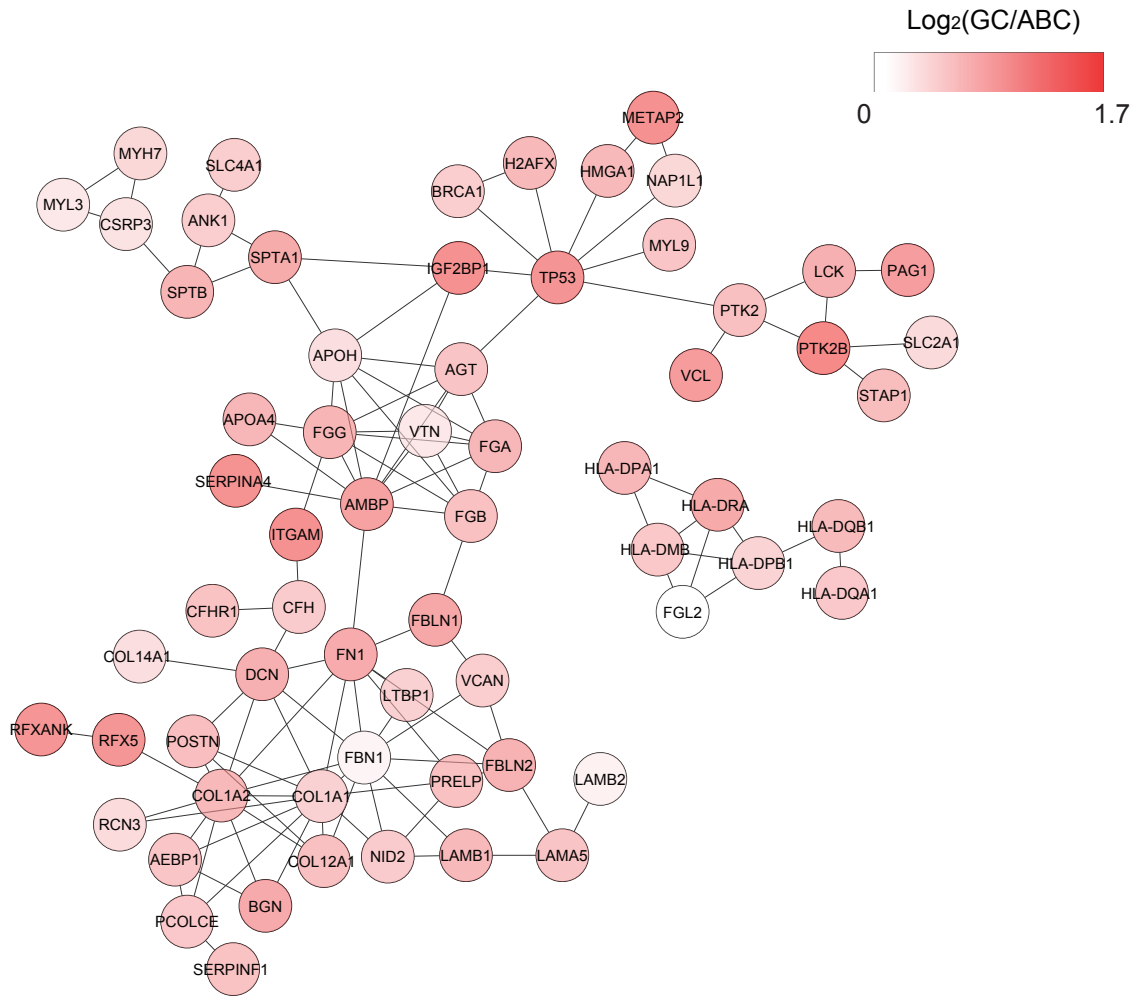 Log2(GC/ABC)
0 1.7
METAP2
MYH7
SLC4A1
H2AFX
HMGA1
NAP1L1
BRCA1
MYL3
CSRP3
ANK1
MYL9
SPTA1
IGF2BP1
TP53
LCK
PAG1
SPTB
PTK2
PTK2B
SLC2A1
APOH
AGT
VCL
STAP1
APOA4
FGG
VTN
FGA
HLA-DPA1
SERPINA4
AMBP
FGB
HLA-DRA
HLA-DQB1
ITGAM
HLA-DMB
HLA-DPB1
HLA-DQA1
CFHR1
CFH
FBLN1
FGL2
COL14A1
DCN
FN1
LTBP1
VCAN
RFXANK
RFX5
POSTN
FBN1
PRELP
FBLN2
LAMB2
COL1A2
COL1A1
RCN3
AEBP1
COL12A1
NID2
LAMB1
LAMA5
PCOLCE
BGN
SERPINF1